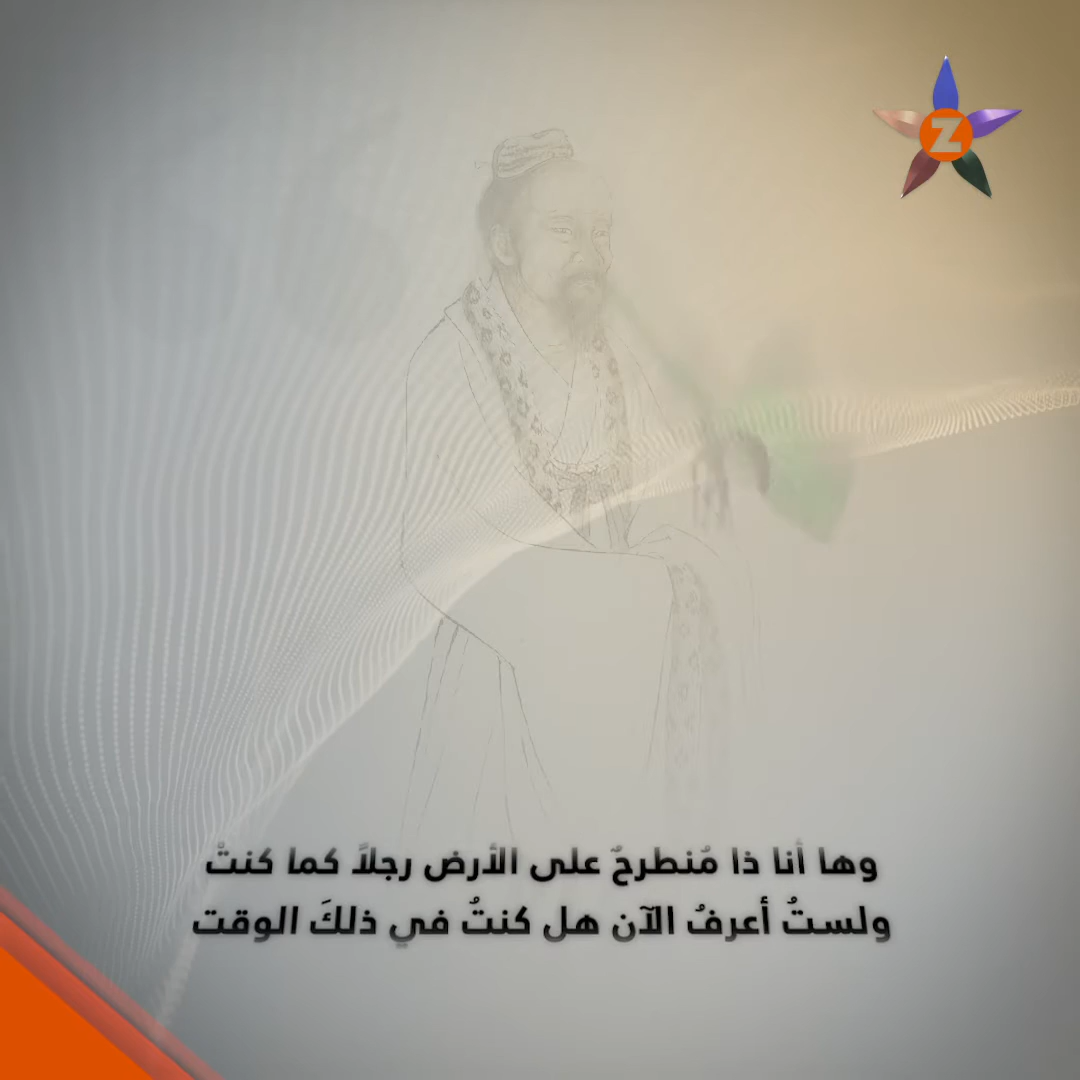 Z
وها أنا ذا مُنطرحٌ على الأرض رجلاً كما كنتُ
ولستُ أعرفُ الآن هل كنتُ في ذلكَ الوقت